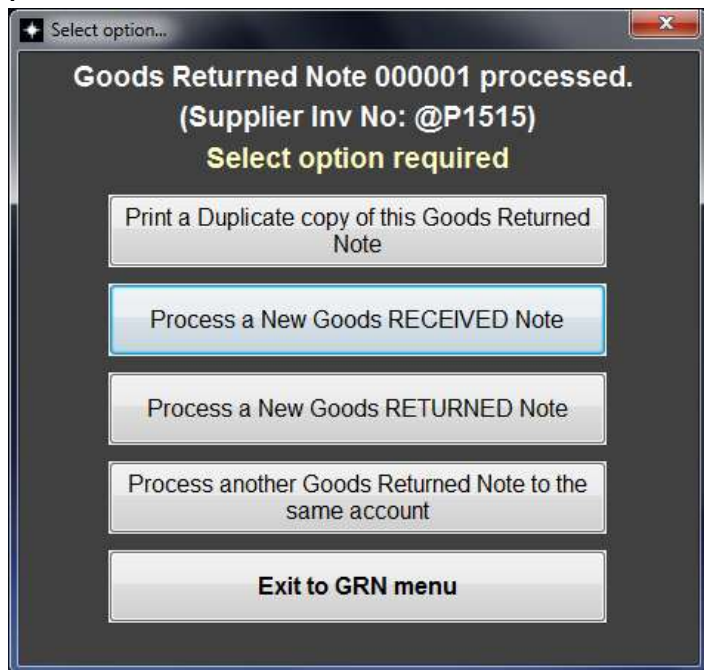 Select option...
Goods Returned Note 000001 processed.
(Supplier Inv No: @P1515)
Select option required
Print a Duplicate copy of this Goods Returned
Note
Process a New Goods RECEIVED Note
Process a New Goods RETURNED Note
Process another Goods Returned Note to the
same account
Exit to GRN menu